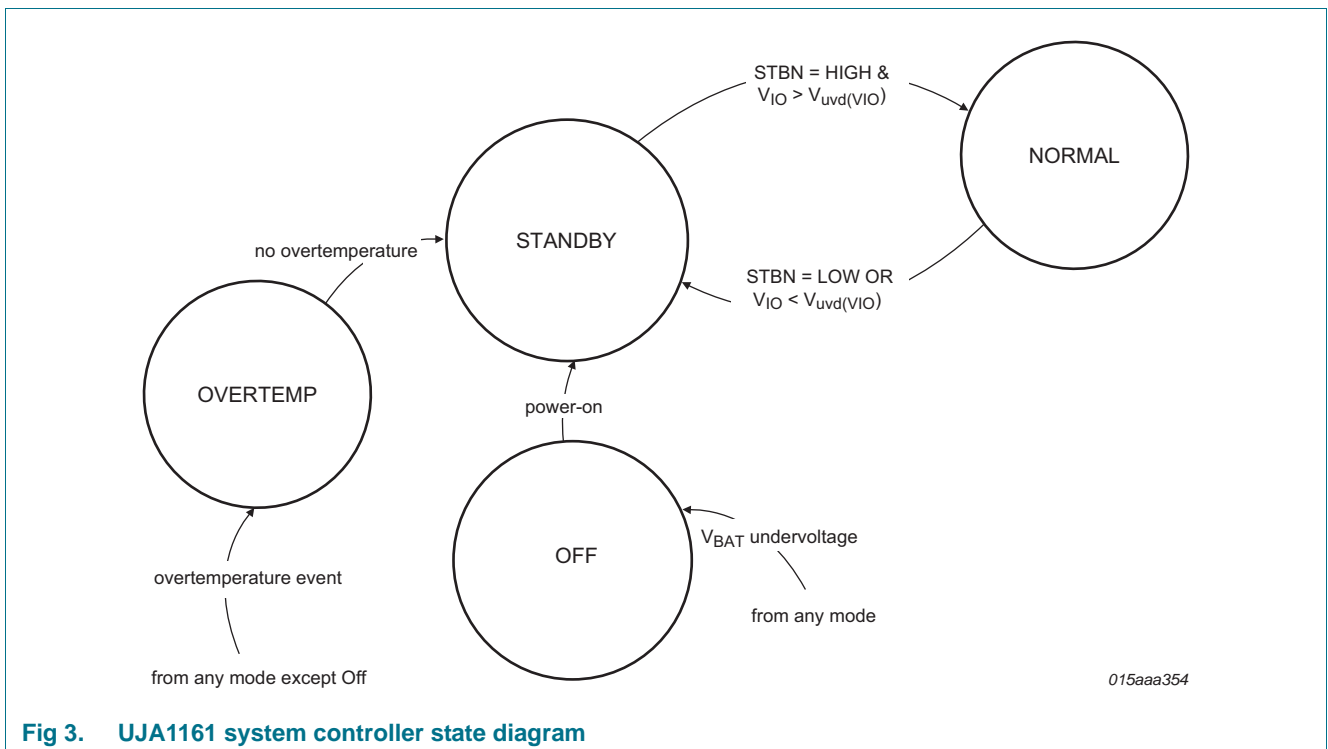 STBN = HIGH &
VIO > Vuvd(VIO)
NORMAL
STANDBY
no overtemperature
STBN = LOW OR
VIO < Vuvd(VIO)
OVERTEMP
power-on
VBAT undervoltage
OFF
overtemperature event
from any mode
from any mode except Off
015aaa354
Fig 3. UJA1161 system controller state diagram